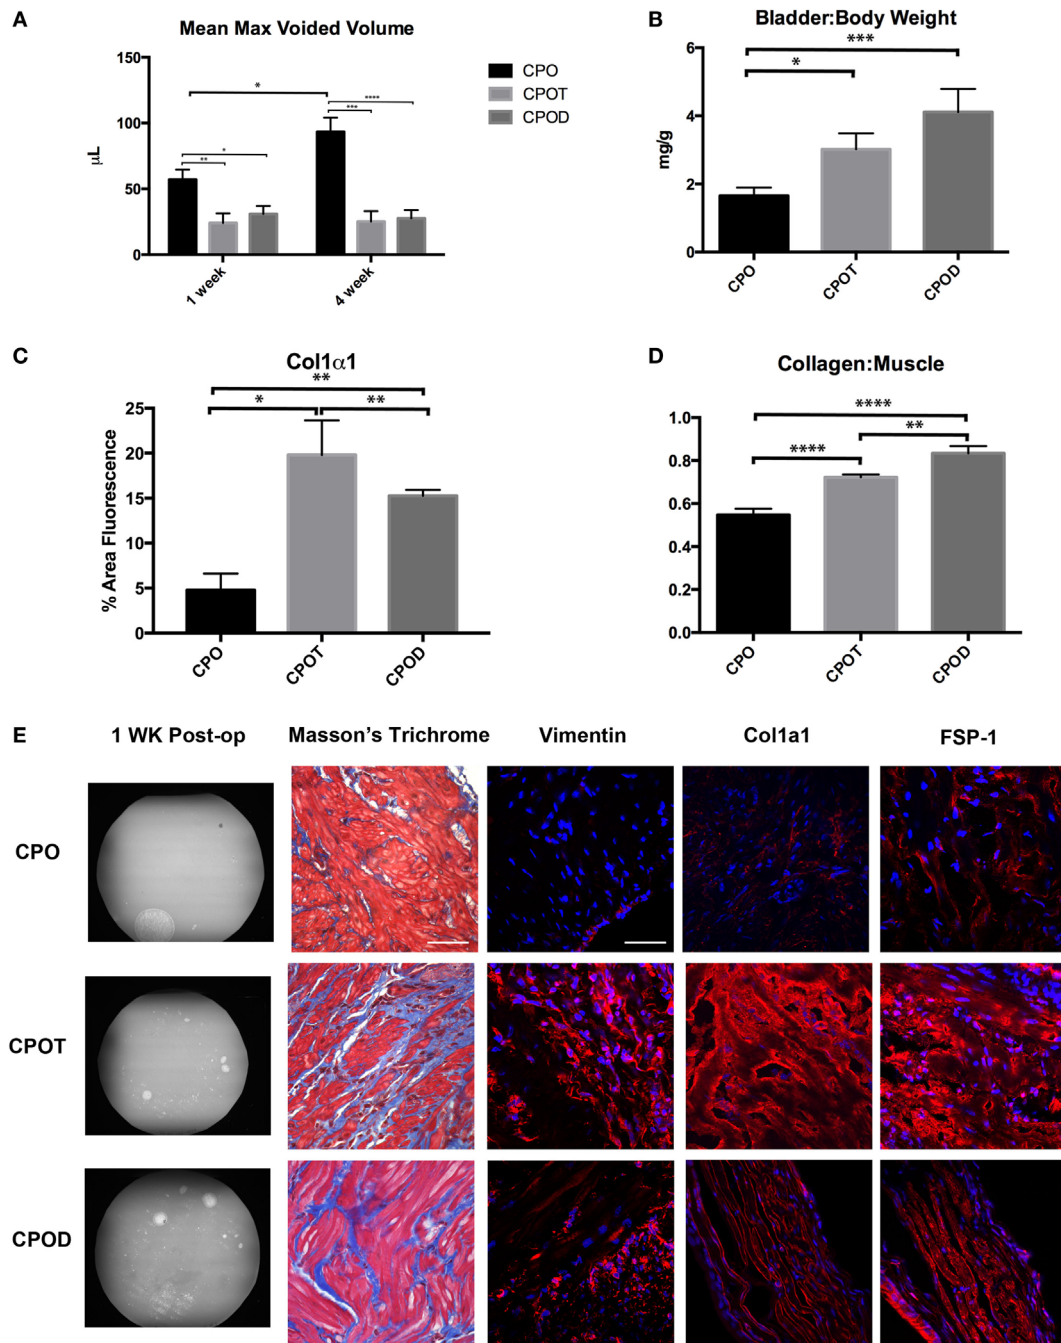 A
Mean Max Voided Volume
150
100
50
0
µL
*
**
*
***
****
1 week
4 week
CPO
CPOT
CPOD
B
Bladder:Body Weight
***
*
6
4
2
0
mg/g
CPO
CPOT
CPOD
C
Col1α1
**
*
**
25
20
15
10
5
0
% Area Fluorescence
CPO
CPOT
CPOD
D
Collagen:Muscle
****
**
****
1.0
0.8
0.6
0.4
0.2
0.0
CPO
CPOT
CPOD
E
1 WK Post-op
Masson's Trichrome
Vimentin
Col1a1
FSP-1
CPO
CPOT
CPOD